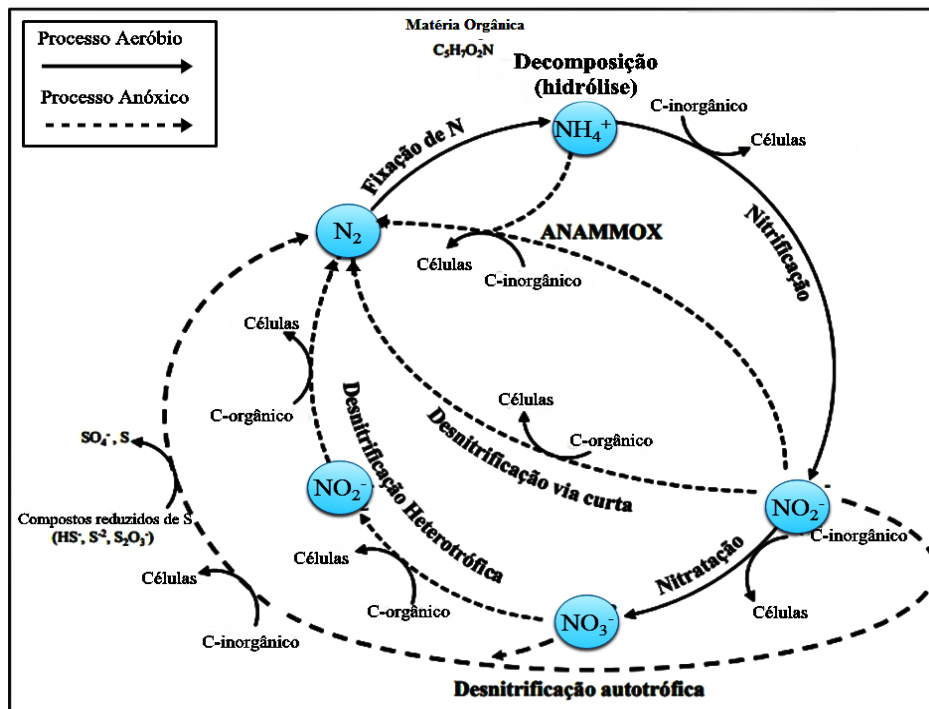 Processo Aeróbio
Processo Anóxico
Matéria Orgânica
C₅H₇O₂N
Decomposição
(hidrólise)
NH₄⁺
C-inorgânico
Células
Fixação de N
Nitrificação
N₂
ANAMMOX
Células
C-inorgânico
Células
C-orgânico
Desnitrificação Heterotrófica
Desnitrificação via curta
Células
C-orgânico
SO₄⁻, S
Compostos reduzidos de S
(HS⁻, S⁻², S₂O₃⁻)
NO₂⁻
NO₂⁻
C-inorgânico
Nitratação
Células
Células
C-orgânico
Células
C-inorgânico
NO₃⁻
Desnitrificação autotrófica